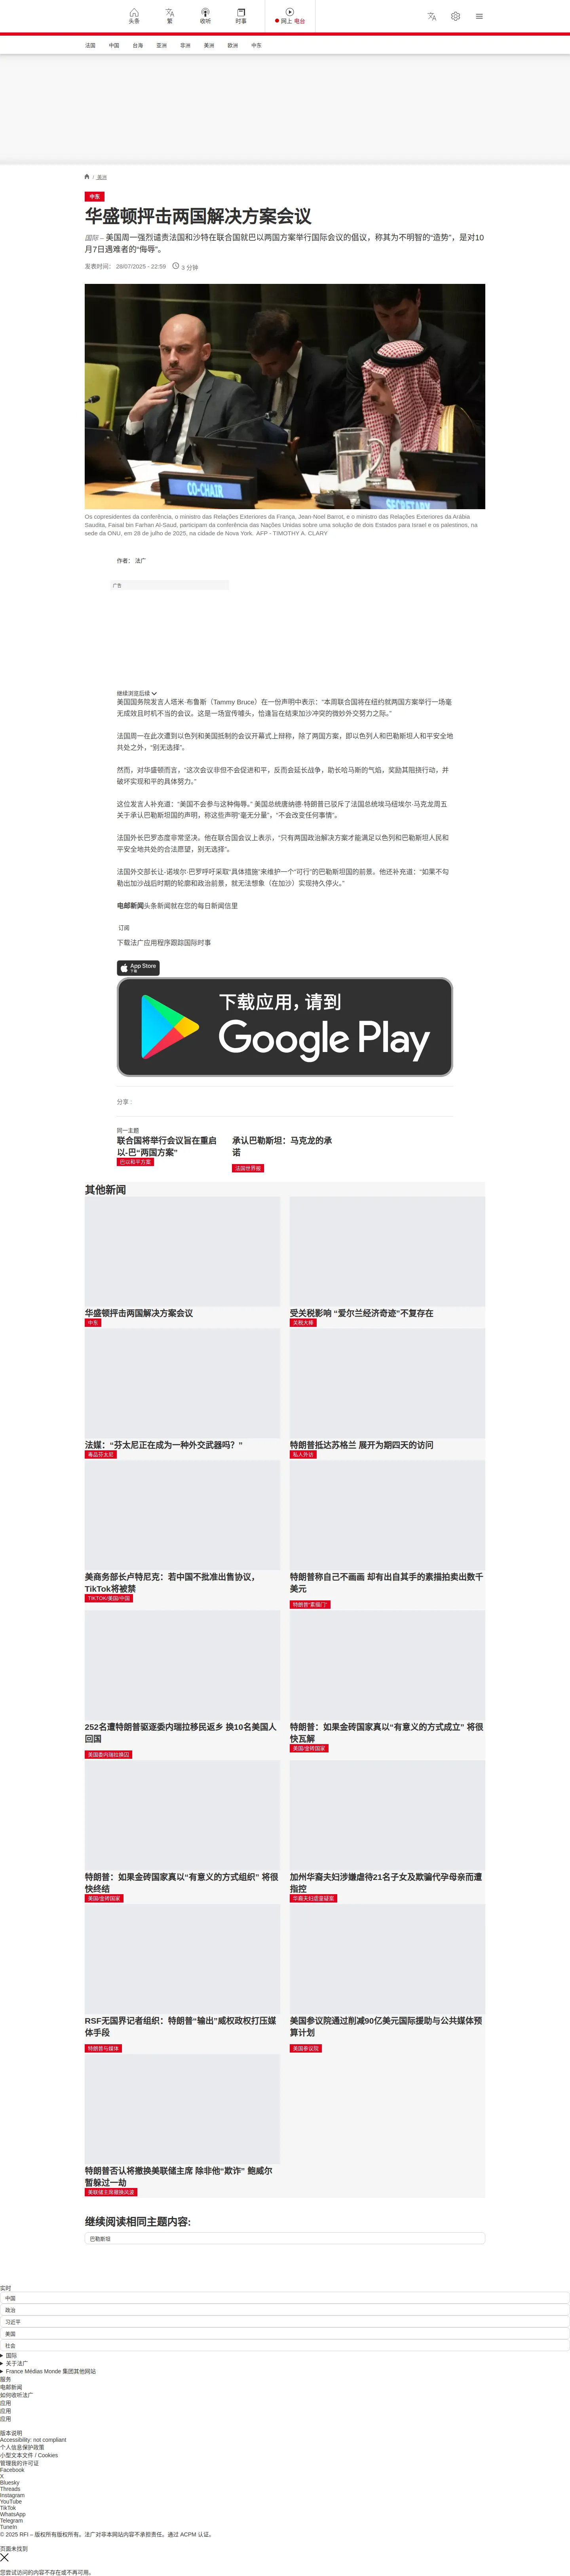 头条
繁
收听
时事
网上 电台
法国
中国
台海
亚洲
非洲
美洲
欧洲
中东
/ 美洲
中东
华盛顿抨击两国解决方案会议
国际 – 美国周一强烈谴责法国和沙特在联合国就巴以两国方案举行国际会议的倡议，称其为不明智的“造势”，是对10
月7日遇难者的“侮辱”。
发表时间： 28/07/2025 - 22:59
3 分钟
CO-CHAIR
SECRETARY
Os copresidentes da conferência, o ministro das Relações Exteriores da França, Jean-Noel Barrot, e o ministro das Relações Exteriores da Arábia
Saudita, Faisal bin Farhan Al-Saud, participam da conferência das Nações Unidas sobre uma solução de dois Estados para Israel e os palestinos, na
sede da ONU, em 28 de julho de 2025, na cidade de Nova York. AFP - TIMOTHY A. CLARY
作者： 法广
广告
继续浏览后续
美国国务院发言人塔米·布鲁斯（Tammy Bruce）在一份声明中表示：“本周联合国将在纽约就两国方案举行一场毫
无成效且时机不当的会议。这是一场宣传噱头，恰逢旨在结束加沙冲突的微妙外交努力之际。”
法国周一在此次遭到以色列和美国抵制的会议开幕式上辩称，除了两国方案，即以色列人和巴勒斯坦人和平安全地
共处之外，“别无选择”。
然而，对华盛顿而言，“这次会议非但不会促进和平，反而会延长战争，助长哈马斯的气焰，奖励其阻挠行动，并
破坏实现和平的具体努力。”
这位发言人补充道：“美国不会参与这种侮辱。” 美国总统唐纳德·特朗普已驳斥了法国总统埃马纽埃尔·马克龙周五
关于承认巴勒斯坦国的声明，称这些声明“毫无分量”，“不会改变任何事情”。
法国外长巴罗态度非常坚决。他在联合国会议上表示，“只有两国政治解决方案才能满足以色列和巴勒斯坦人民和
平安全地共处的合法愿望，别无选择”。
法国外交部长让-诺埃尔·巴罗呼吁采取“具体措施”来维护一个“可行”的巴勒斯坦国的前景。他还补充道：“如果不勾
勒出加沙战后时期的轮廓和政治前景，就无法想象（在加沙）实现持久停火。”
电邮新闻头条新闻就在您的每日新闻信里
订阅
下载法广应用程序跟踪国际时事
App Store
下载
下载应用，请到
Google Play
分享 :
同一主题
联合国将举行会议旨在重启
以-巴“两国方案”
巴以和平方案
承认巴勒斯坦：马克龙的承
诺
法国世界报
其他新闻
华盛顿抨击两国解决方案会议
中东
受关税影响 “爱尔兰经济奇迹”不复存在
关税大棒
法媒：“芬太尼正在成为一种外交武器吗？”
毒品芬太尼
特朗普抵达苏格兰 展开为期四天的访问
私人外访
美商务部长卢特尼克：若中国不批准出售协议，
TikTok将被禁
TIKTOK/美国/中国
特朗普称自己不画画 却有出自其手的素描拍卖出数千
美元
特朗普“素描门”
252名遭特朗普驱逐委内瑞拉移民返乡 换10名美国人
回国
美国委内瑞拉换囚
特朗普：如果金砖国家真以“有意义的方式成立” 将很
快瓦解
美国/金砖国家
特朗普：如果金砖国家真以“有意义的方式组织” 将很
快终结
美国/金砖国家
加州华裔夫妇涉嫌虐待21名子女及欺骗代孕母亲而遭
指控
华裔夫妇虐童疑案
RSF无国界记者组织：特朗普“输出”威权政权打压媒
体手段
特朗普与媒体
美国参议院通过削减90亿美元国际援助与公共媒体预
算计划
美国参议院
特朗普否认将撤换美联储主席 除非他“欺诈” 鲍威尔
暂躲过一劫
美联储主席撤换风波
继续阅读相同主题内容:
巴勒斯坦
实时
中国
政治
习近平
美国
社会
国际
关于法广
France Médias Monde 集团其他网站
服务
电邮新闻
如何收听法广
应用
应用
应用
版本说明
Accessibility: not compliant
个人信息保护政策
小型文本文件 / Cookies
管理我的许可证
Facebook
X
Bluesky
Threads
Instagram
YouTube
TikTok
WhatsApp
Telegram
TuneIn
© 2025 RFI – 版权所有版权所有。法广对非本网站内容不承担责任。通过 ACPM 认证。
页面未找到
您尝试访问的内容不存在或不再可用。